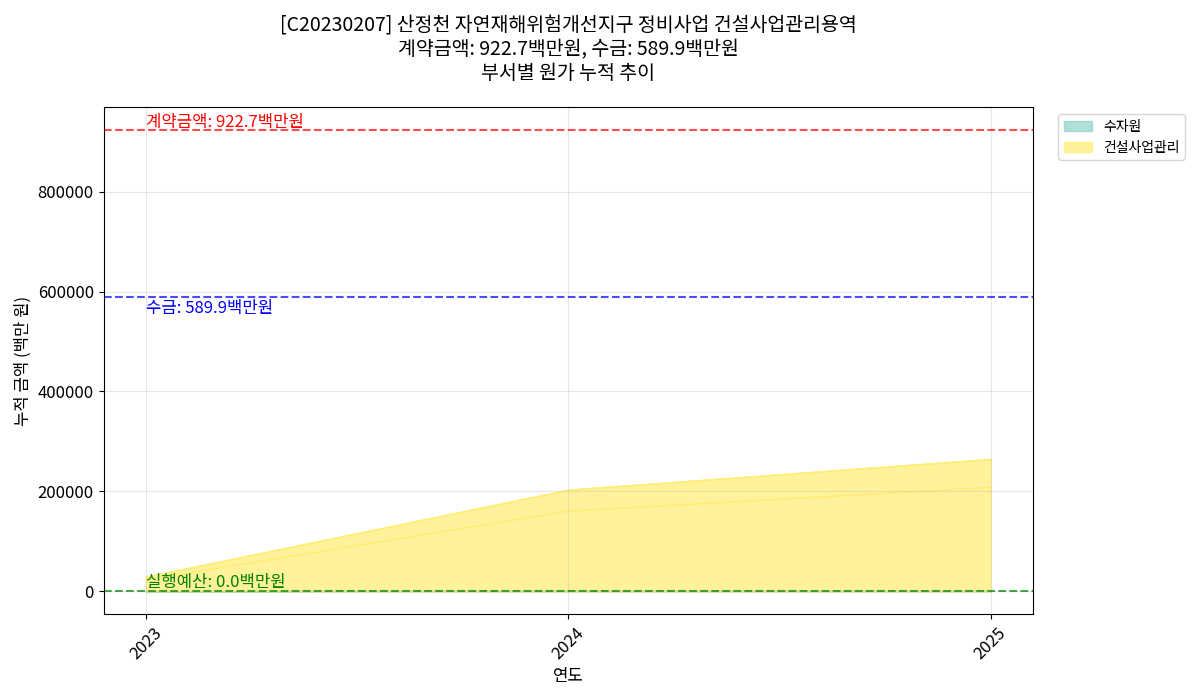 [C20230207] 산정천 자연재해위험개선지구 정비사업 건설사업관리용역
계약금액: 922.7백만원, 수금: 589.9백만원
부서별 원가 누적 추이
계약금액: 922.7백만원
수자원
건설사업관리
800000
600000
수금: 589.9백만원
400000
200000
실행예산: 0.0백만원
0
누적 금액 (백만 원)
2023
2024
2025
연도